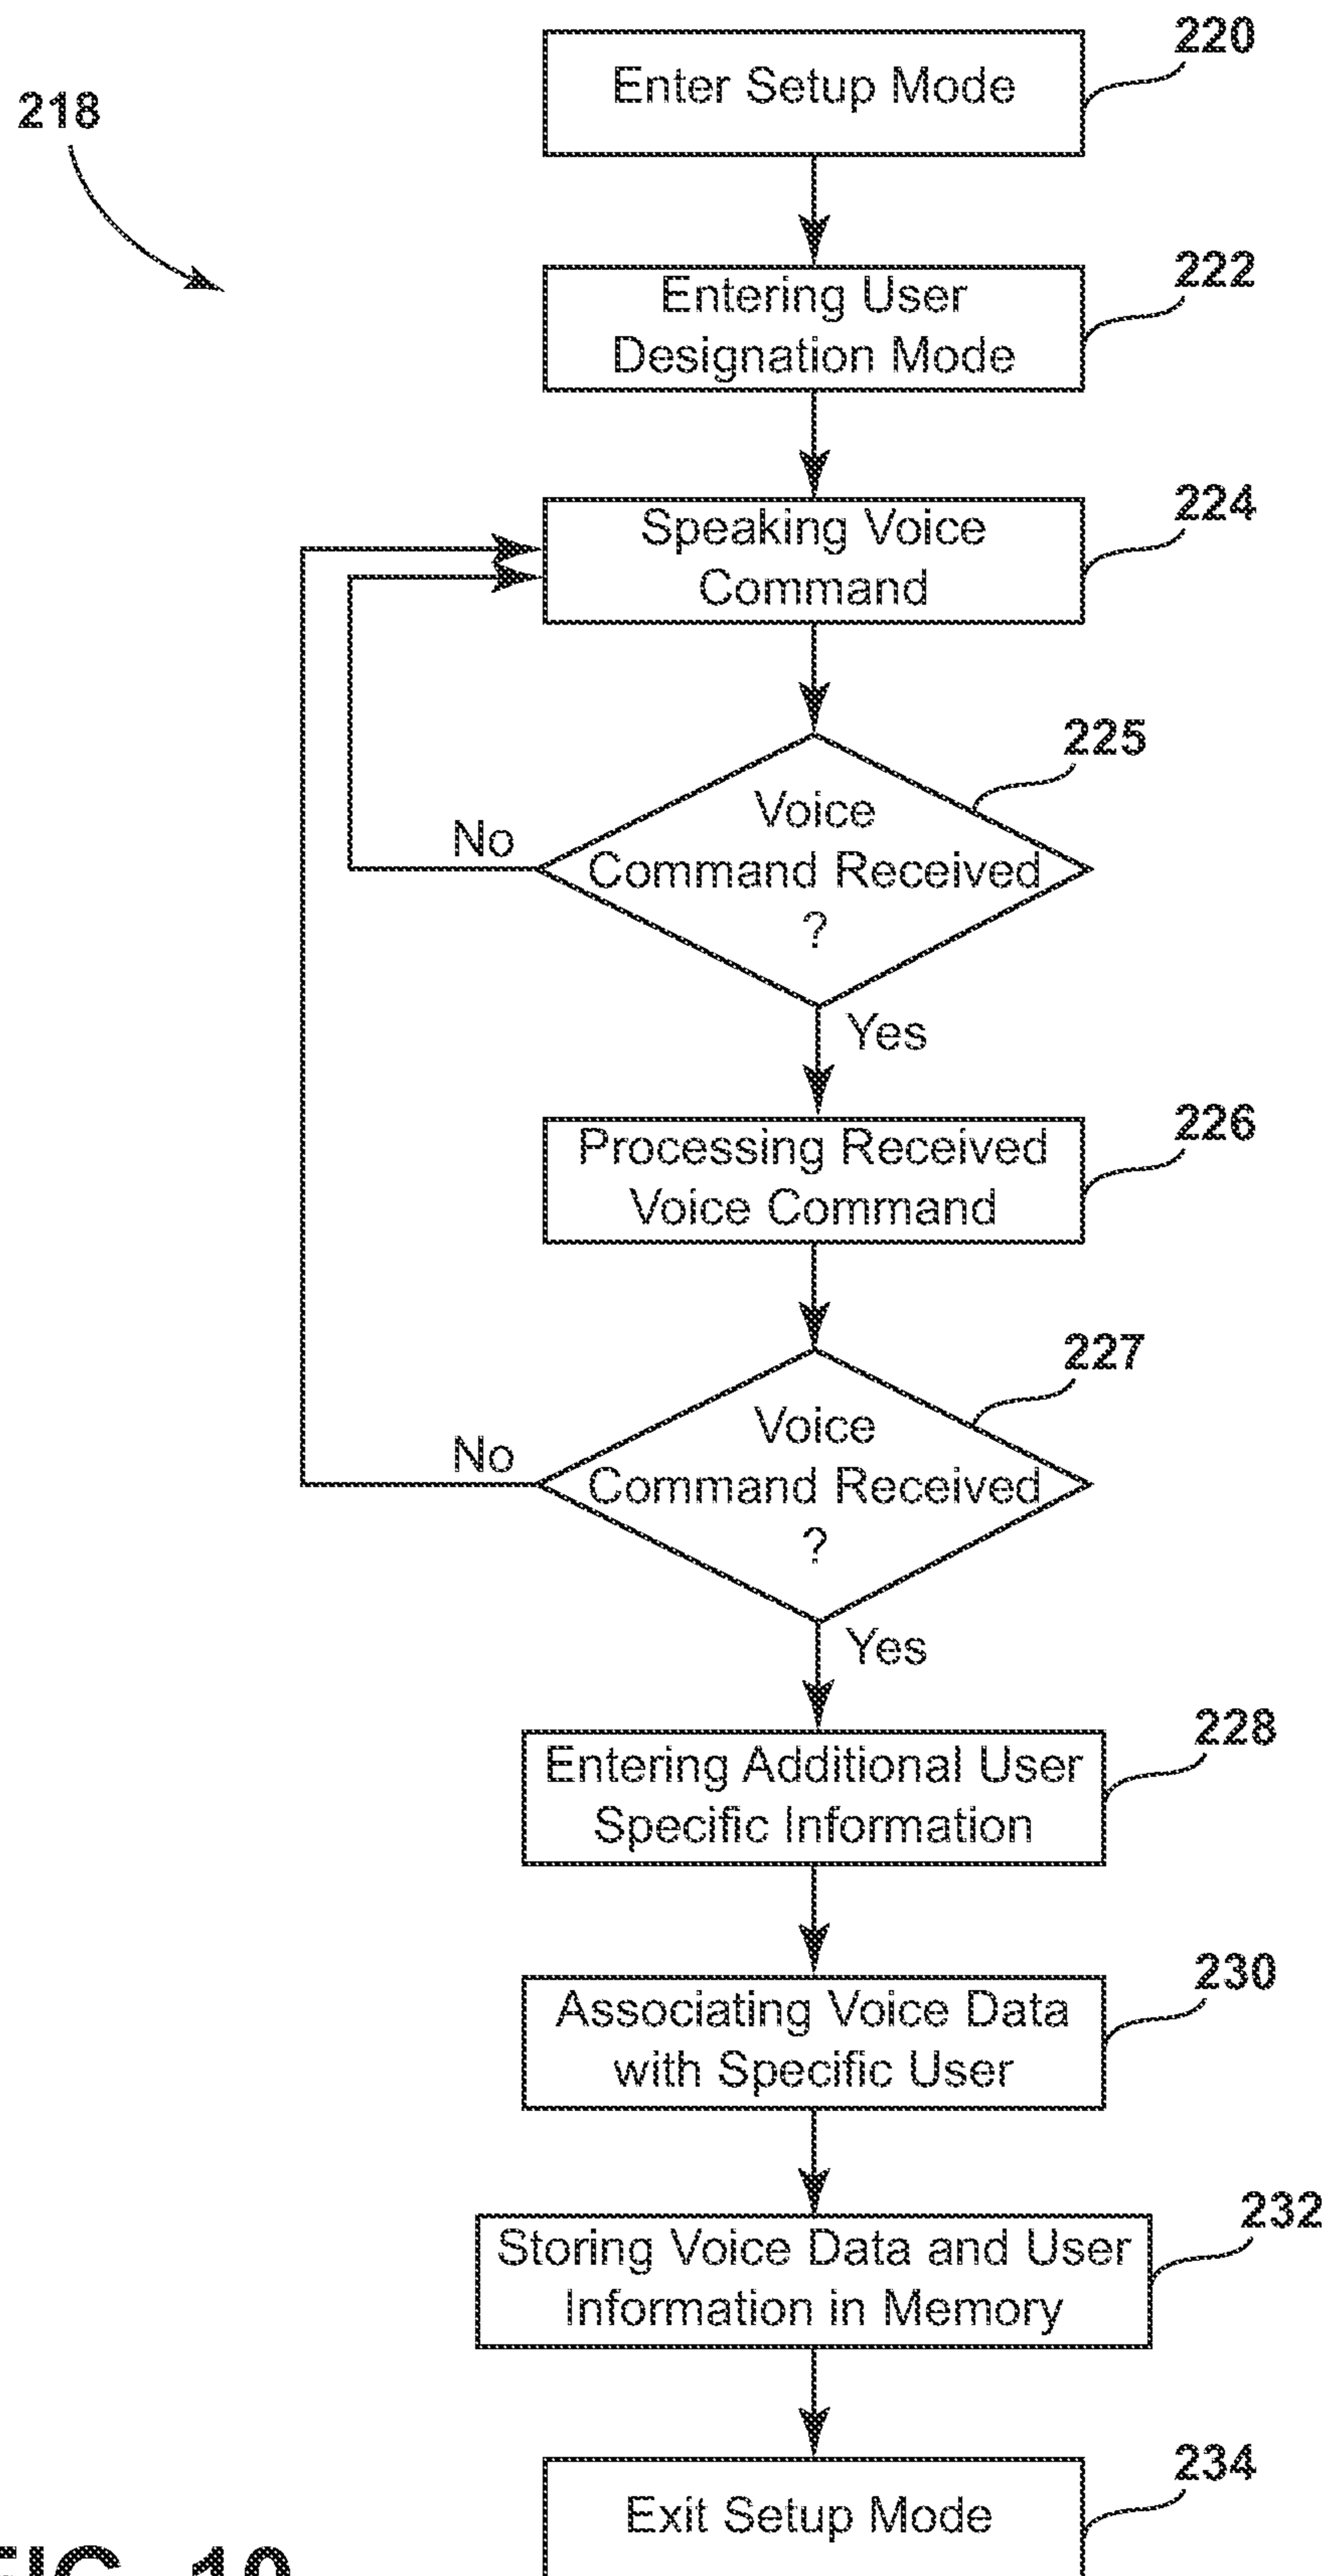 218
Enter Setup Mode
220
Entering User
Designation Mode
222
Speaking Voice
Command
224
Voice
Command Received
?
225
No
Yes
Processing Received
Voice Command
226
Voice
Command Received
?
227
No
Yes
Entering Additional User
Specific Information
228
Associating Voice Data
with Specific User
230
Storing Voice Data and User
Information in Memory
232
Exit Setup Mode
234